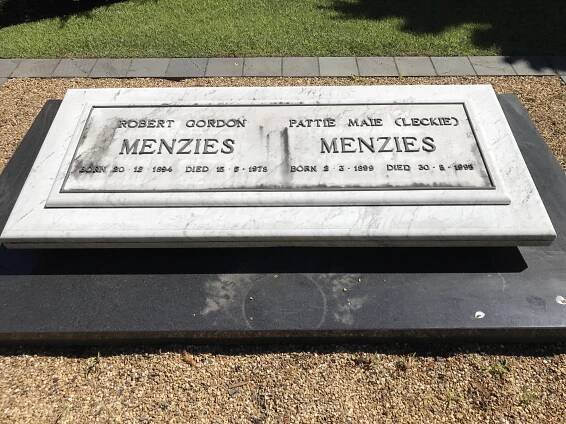 ROBERT GORDON
MENZIES
BORN 20·12·1894 DIED 15·5·1978
PATTIE MAIE (LECKIE)
MENZIES
BORN 2·3·1899 DIED 30·8·1995